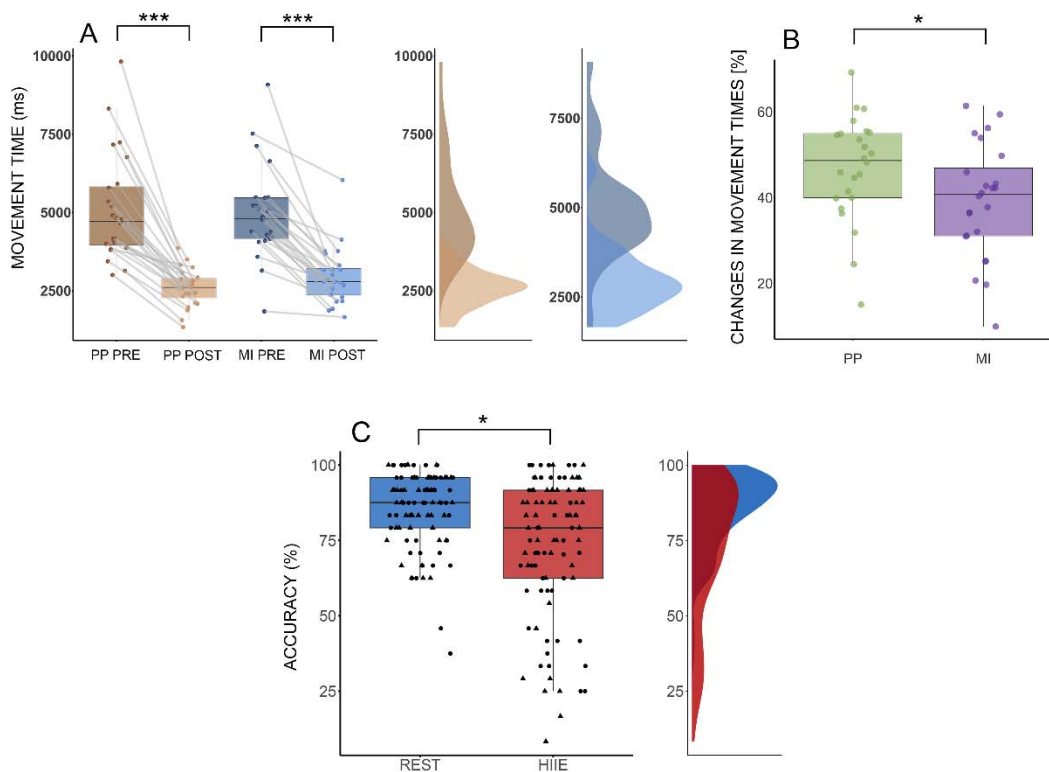 A
***
***
MOVEMENT TIME (ms)
10000
7500
5000
2500
PP PRE
PP POST
MI PRE
MI POST
10000
7500
5000
2500
7500
5000
2500
B
*
CHANGES IN MOVEMENT TIMES [%]
60
40
20
PP
MI
C
*
ACCURACY (%)
100
75
50
25
REST
HIIE
100
75
50
25